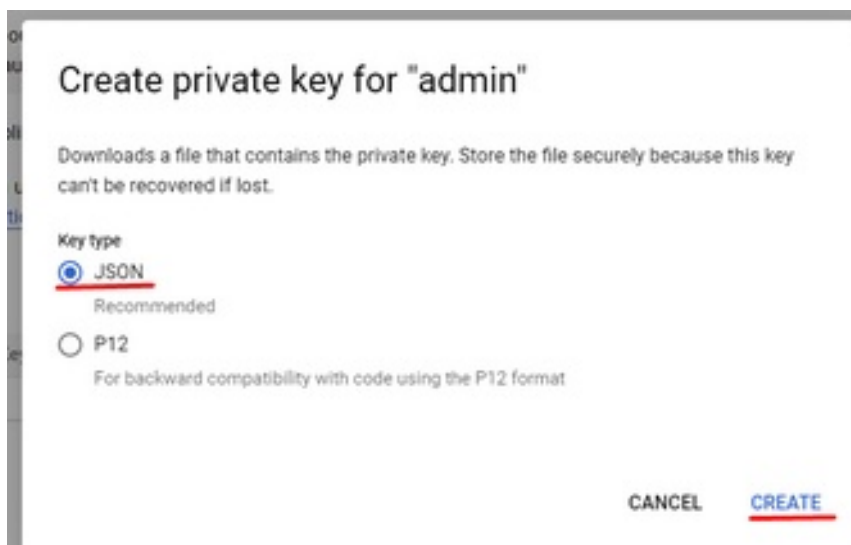 Create private key for "admin"
Downloads a file that contains the private key. Store the file securely because this key
can't be recovered if lost.
Key type
JSON
Recommended
P12
For backward compatibility with code using the P12 format
CANCEL CREATE